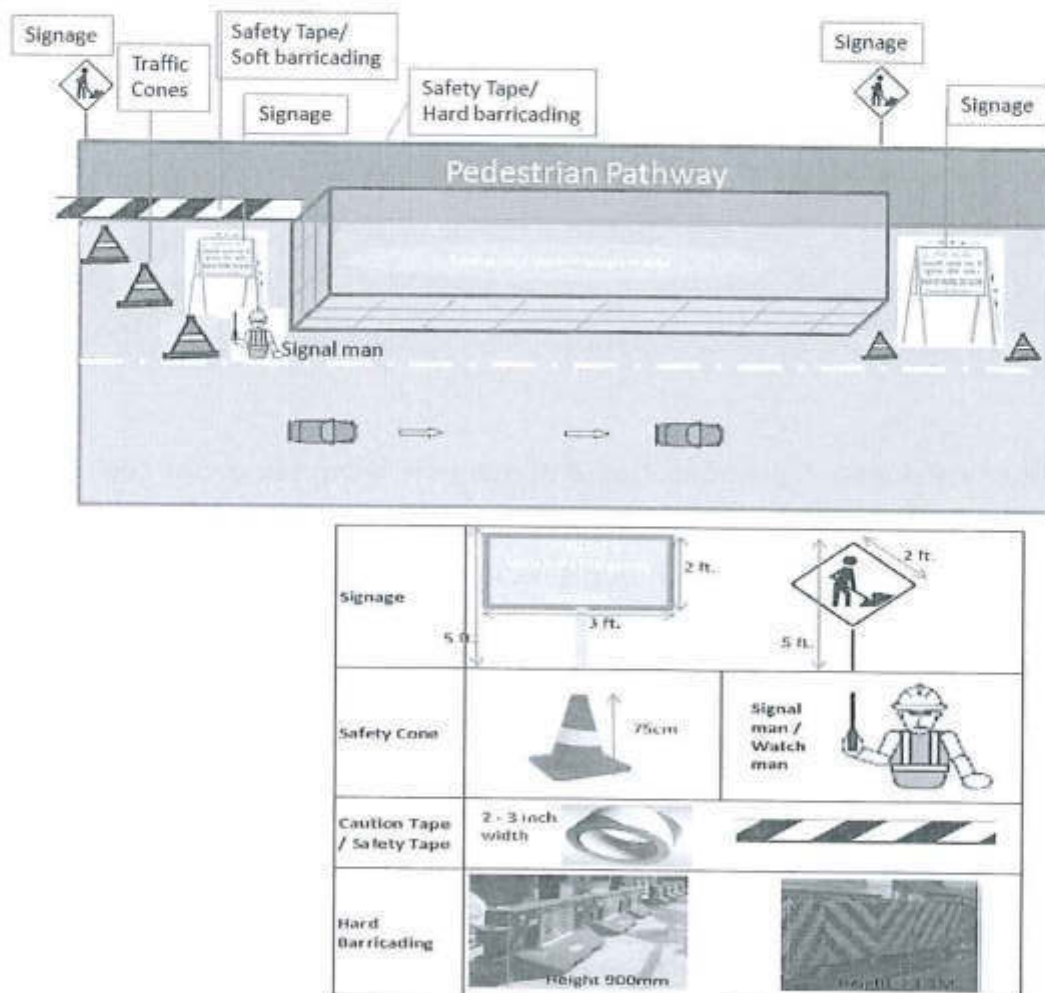 Signage
Safety Tape/
Soft barricading
Traffic
Cones
Signage
Safety Tape/
Hard barricading
Signage
Signage
Pedestrian Pathway
Signal man
Signage
2 ft.
3 ft.
5 ft.
2 ft.
5 ft.
Safety Cone
75cm
Signal
man /
Watch
man
Caution Tape
/ Safety Tape
2 - 3 inch
width
Hard
Barricading
Height 900mm
Height